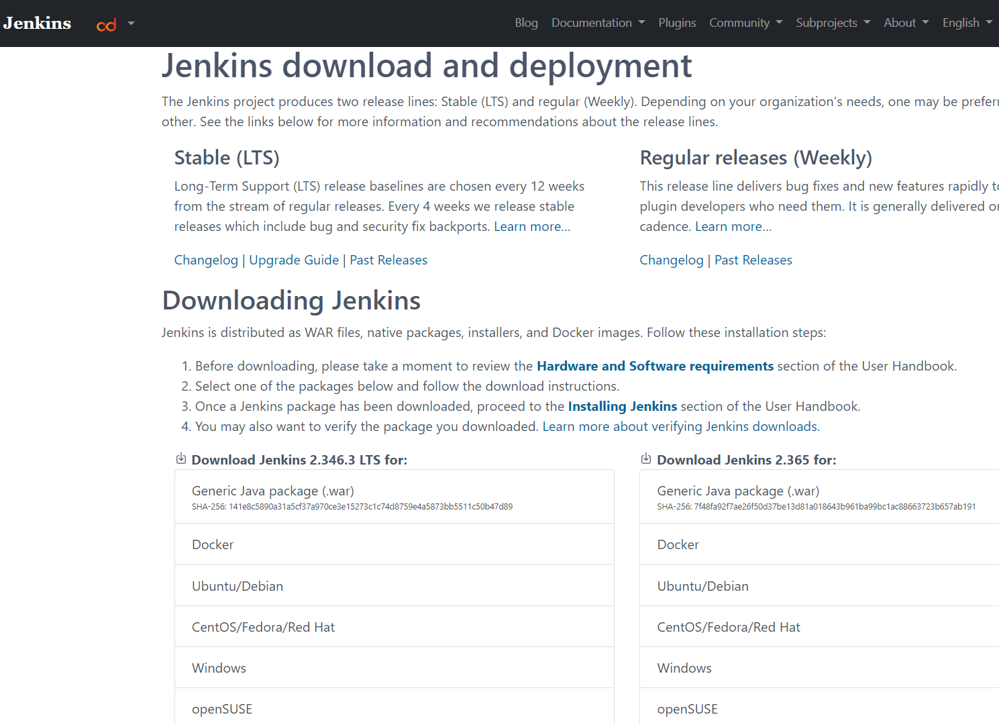 Jenkins
cd
Blog Documentation Plugins Community Subprojects About English
Jenkins download and deployment
The Jenkins project produces two release lines: Stable (LTS) and regular (Weekly). Depending on your organization's needs, one may be
other. See the links below for more information and recommendations about the release lines.
Stable (LTS)
Long-Term Support (LTS) release baselines are chosen every 12 weeks
from the stream of regular releases. Every 4 weeks we release stable
releases which include bug and security fix backports. Learn more...
Changelog | Upgrade Guide | Past Releases
Regular releases (Weekly)
This release line delivers bug fixes and new features rapidly
plugin developers who need them. It is generally delivered
cadence. Learn more...
Changelog | Past Releases
Downloading Jenkins
Jenkins is distributed as WAR files, native packages, installers, and Docker images. Follow these installation steps:
1. Before downloading, please take a moment to review the Hardware and Software requirements section of the User Handbook.
2. Select one of the packages below and follow the download instructions.
3. Once a Jenkins package has been downloaded, proceed to the Installing Jenkins section of the User Handbook.
4. You may also want to verify the package you downloaded. Learn more about verifying Jenkins downloads.
Download Jenkins 2.346.3 LTS for:
Generic Java package (.war)
SHA-256: 141e8c5890a31a5cf37a970ce3e15273c1c74d8759e4a5873bb5511c50b47d89
Docker
Ubuntu/Debian
CentOS/Fedora/Red Hat
Windows
openSUSE
Download Jenkins 2.365 for:
Generic Java package (.war)
SHA-256: 7f48fa92f7ae26f50d37be13d81a018643b961ba99bc1ac88663723b657ab191
Docker
Ubuntu/Debian
CentOS/Fedora/Red Hat
Windows
openSUSE